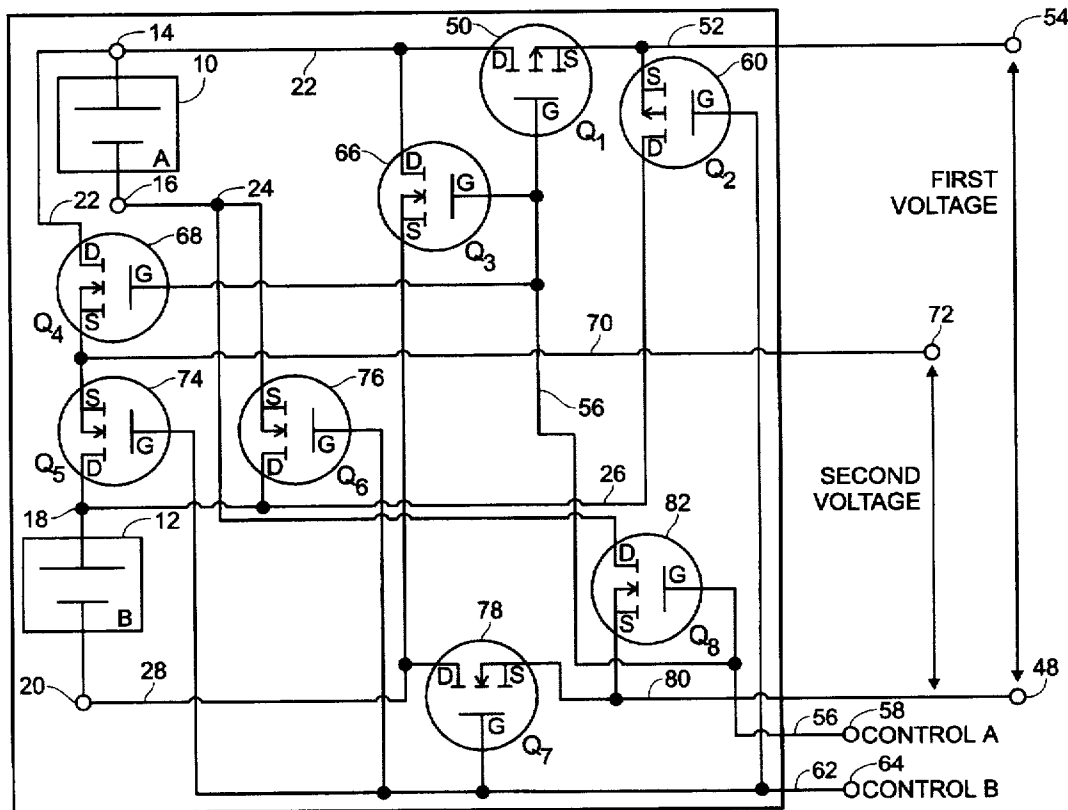 14
10
22
50
52
54
D
S
G
Q1
S
60
G
D
Q2
A
16
24
66
D
G
S
Q3
FIRST
VOLTAGE
22
68
D
G
S
Q4
70
72
74
S
G
D
Q5
76
S
G
D
Q6
56
26
SECOND
VOLTAGE
18
12
B
82
D
G
S
Q8
78
D
S
G
Q7
20
28
80
48
56
58
CONTROL A
62
64
CONTROL B